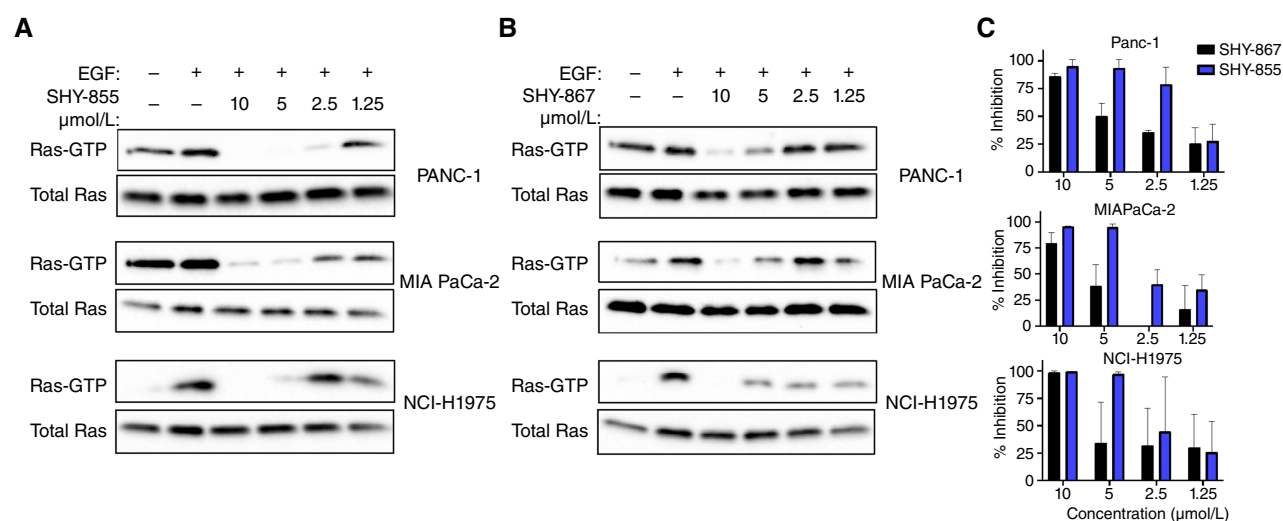 A
EGF: – + + + + +
SHY-855 – – 10 5 2.5 1.25
µmol/L:
Ras-GTP
PANC-1
Total Ras
Ras-GTP
MIA PaCa-2
Total Ras
Ras-GTP
NCI-H1975
Total Ras
B
EGF: – + + + + +
SHY-867 – – 10 5 2.5 1.25
µmol/L:
Ras-GTP
PANC-1
Total Ras
Ras-GTP
MIA PaCa-2
Total Ras
Ras-GTP
NCI-H1975
Total Ras
C
Panc-1
SHY-867
SHY-855
% Inhibition
100
75
50
25
0
10 5 2.5 1.25
MIAPaCa-2
% Inhibition
100
75
50
25
0
10 5 2.5 1.25
NCI-H1975
% Inhibition
100
75
50
25
0
10 5 2.5 1.25
Concentration (µmol/L)